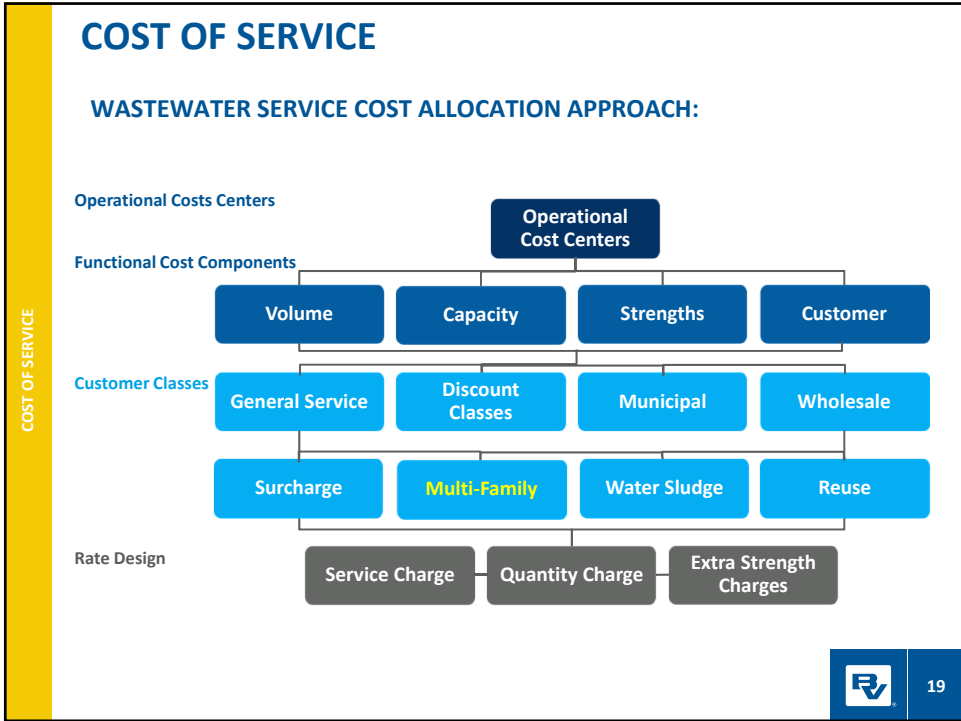 COST OF SERVICE
WASTEWATER SERVICE COST ALLOCATION APPROACH:
Operational Costs Centers
Operational
Cost Centers
Functional Cost Components
Volume
Capacity
Strengths
Customer
Customer Classes
General Service
Discount
Classes
Municipal
Wholesale
Surcharge
Multi-Family
Water Sludge
Reuse
Rate Design
Service Charge
Quantity Charge
Extra Strength
Charges
COST OF SERVICE
BV
19